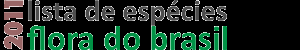 2011
lista de espécies
flora do brasil